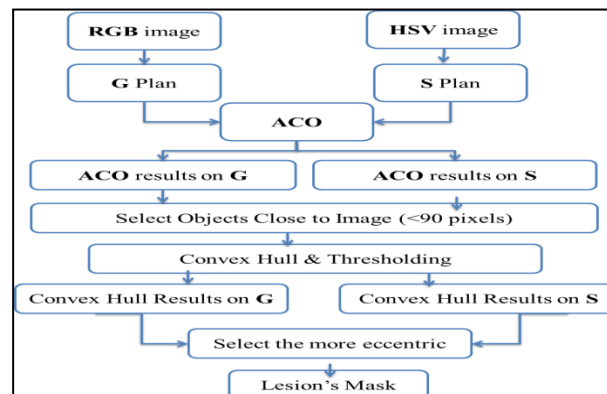 RGB image
HSV image
G Plan
S Plan
ACO
ACO results on G
ACO results on S
Select Objects Close to Image (<90 pixels)
Convex Hull & Thresholding
Convex Hull Results on G
Convex Hull Results on S
Select the more eccentric
Lesion's Mask